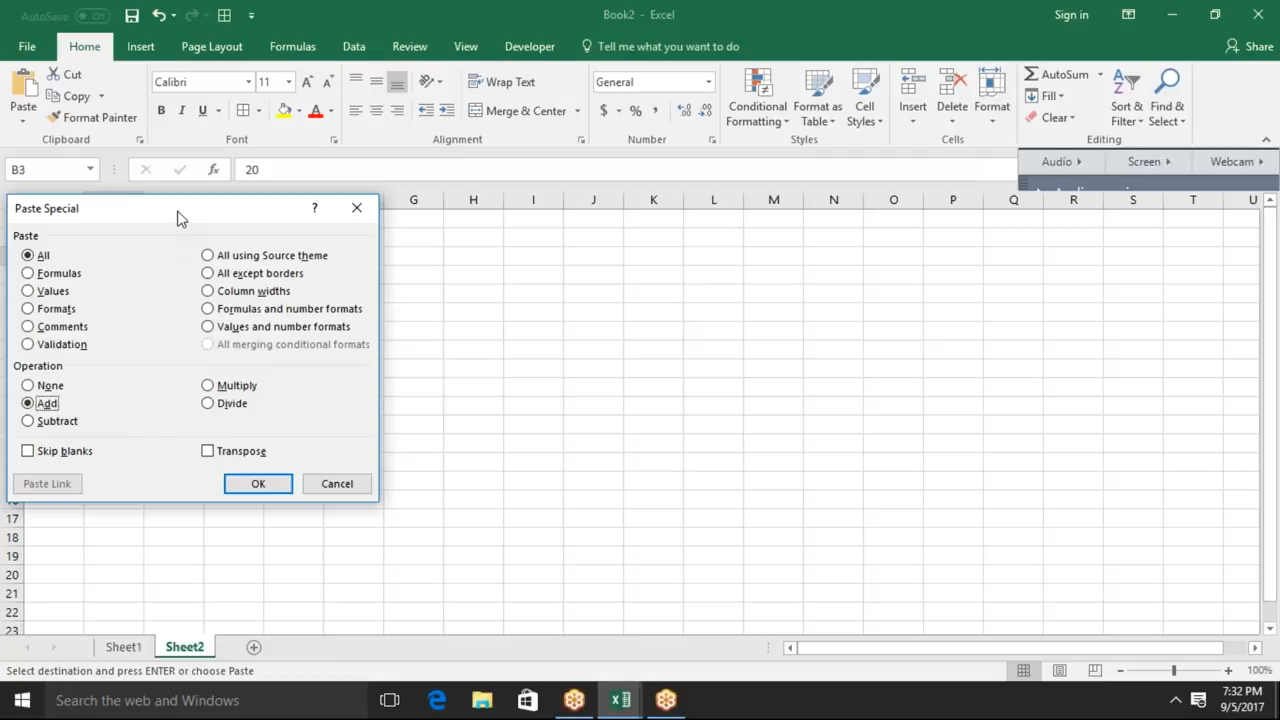 AutoSave Off
Book2 - Excel
Sign in
File Home Insert Page Layout Formulas Data Review View Developer Tell me what you want to do Share
Paste Cut Copy Format Painter
Calibri 11
B I U A A A
Wrap Text
Merge & Center
General
$ % ,
Conditional Formatting
Format as Table
Cell Styles
Insert Delete Format
AutoSum Fill Clear
Sort & Filter
Find & Select
Clipboard Font Alignment Number Styles Cells Editing
B3 fx 20
Audio Screen Webcam
G H I J K L M N O P Q R S T U
Paste Special ?
Paste
All All using Source theme
Formulas All except borders
Values Column widths
Formats Formulas and number formats
Comments Values and number formats
Validation All merging conditional formats
Operation
None Multiply
Add Divide
Subtract
Skip blanks Transpose
Paste Link OK Cancel
17
18
19
20
21
22
23
Sheet1 Sheet2
Select destination and press ENTER or choose Paste
100%
Search the web and Windows
7:32 PM
9/5/2017